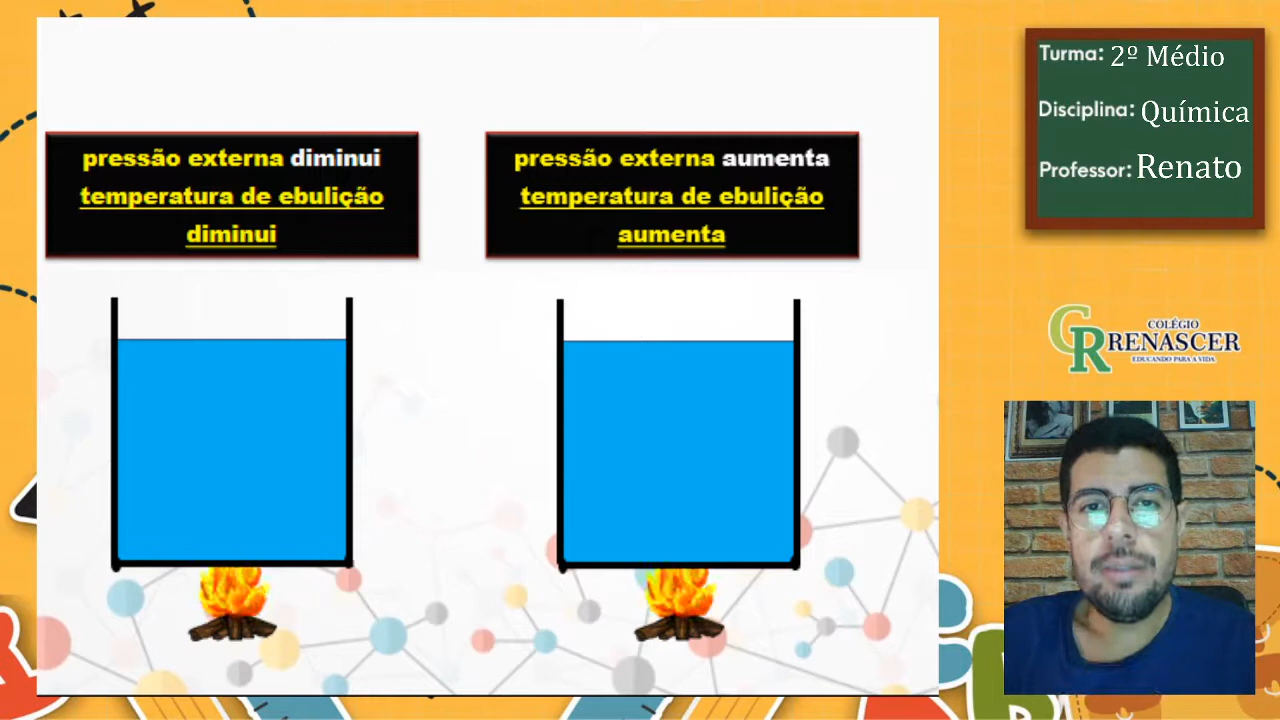 pressão externa diminui
temperatura de ebulição
diminui
pressão externa aumenta
temperatura de ebulição
aumenta
Turma: 2º Médio
Disciplina: Química
Professor: Renato
CR
COLÉGIO
RENASCER
EDUCANDO PARA A VIDA